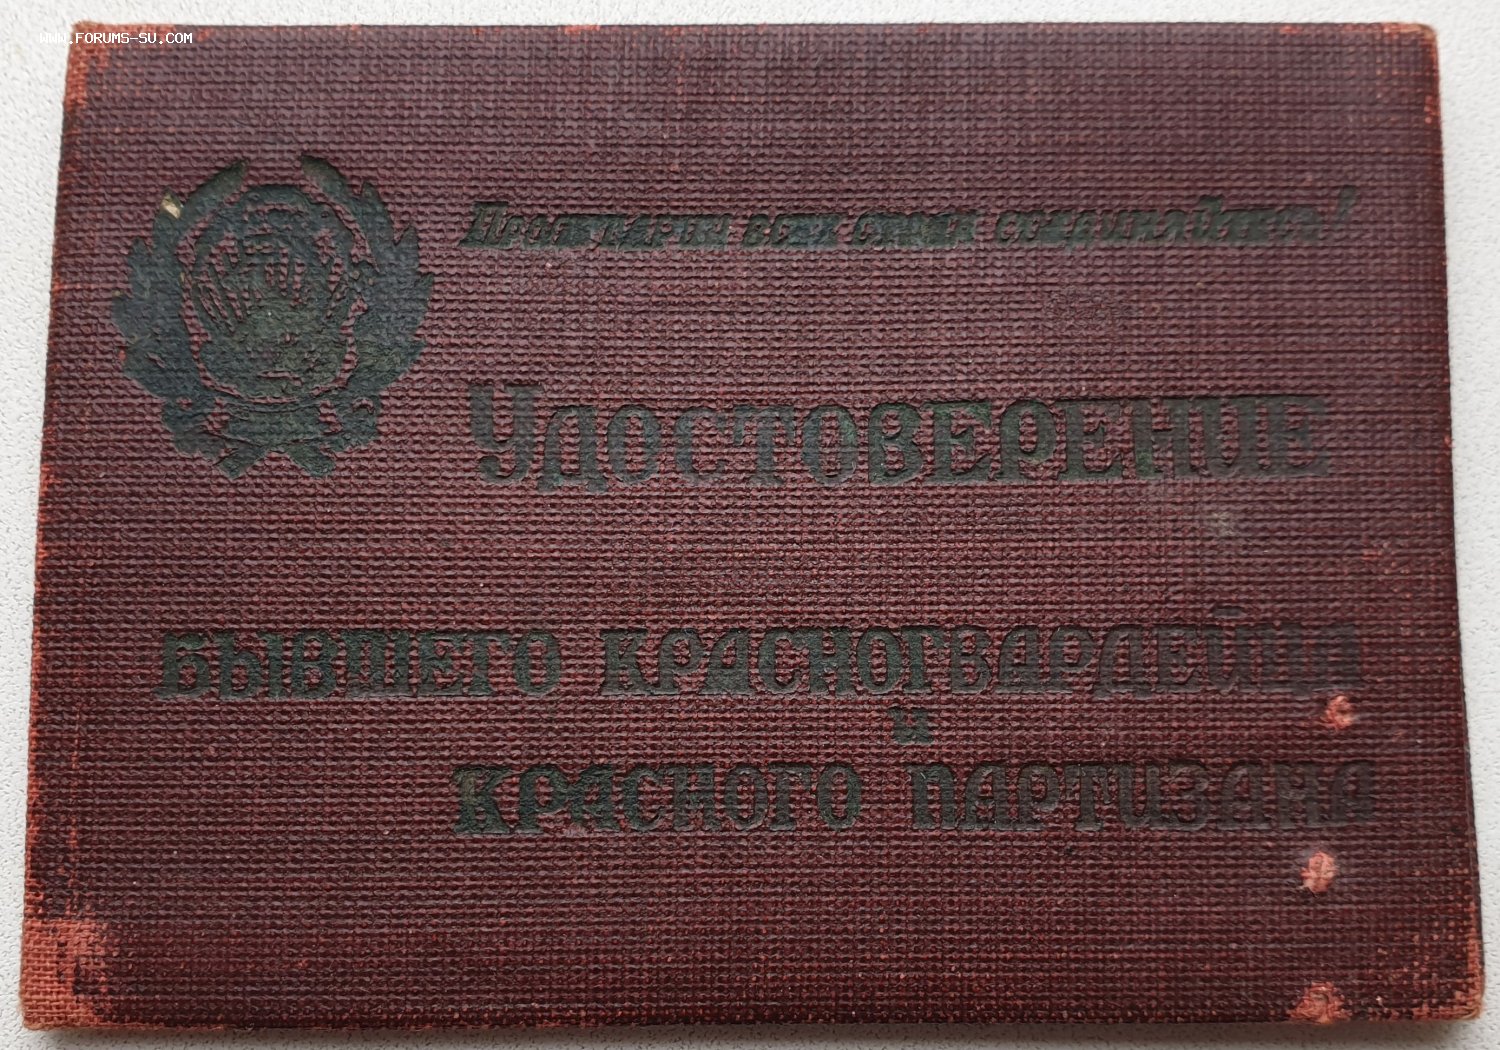 WWW.FORUMS-SU.COM
Пролетарии всех стран соединяйтесь!
УДОСТОВЕРЕНИЕ
БЫВШЕГО КРАСНОГВАРДЕЙЦА
И
КРАСНОГО ПАРТИЗАНА